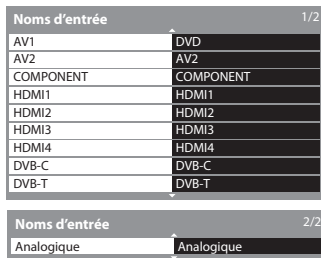 Noms d'entrée 1/2
AV1 DVD
AV2 AV2
COMPONENT COMPONENT
HDMI1 HDMI1
HDMI2 HDMI2
HDMI3 HDMI3
HDMI4 HDMI4
DVB-C DVB-C
DVB-T DVB-T
Noms d'entrée 2/2
Analogique Analogique